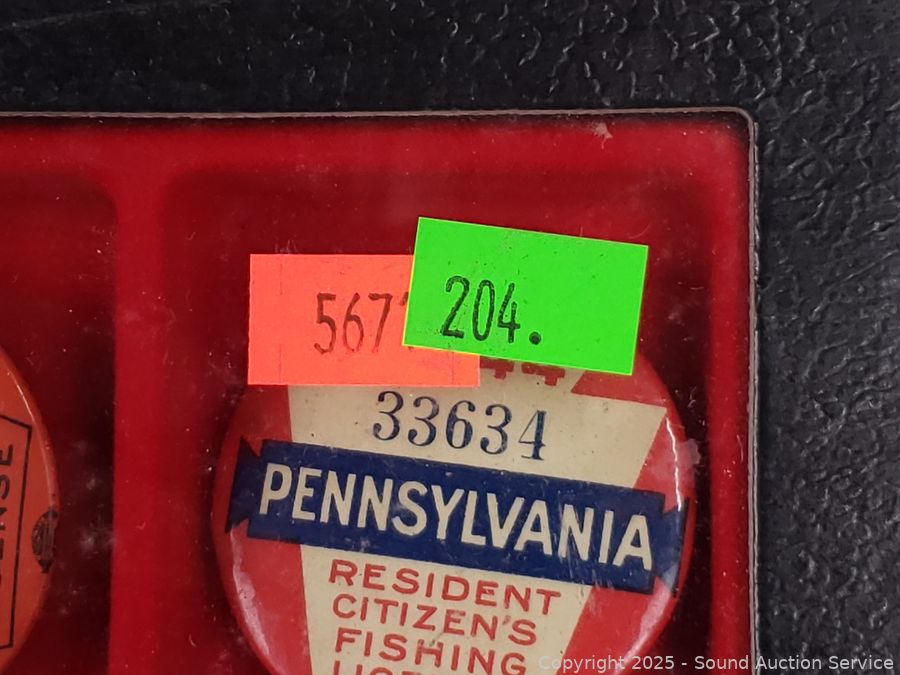 204.
33634
PENNSYLVANIA
RESIDENT
CITIZEN'S
FISHING
Copyright © 2025 - Sound Auction Service